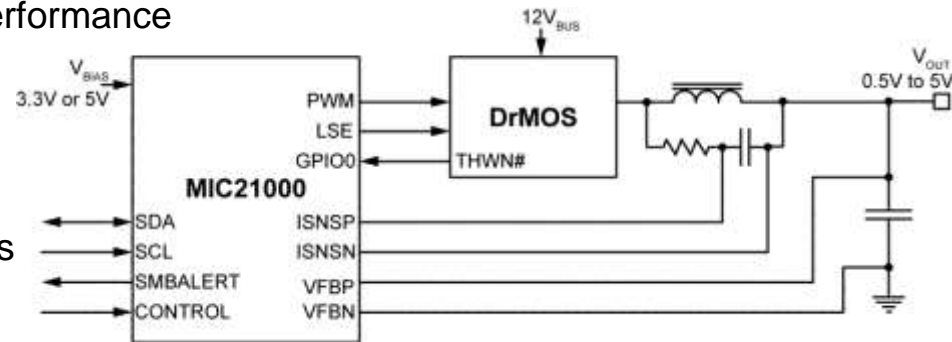 erformance
12V_BUS
V_BIAS
3.3V or 5V
V_OUT
0.5V to 5V
PWM
LSE
GPIO0
DrMOS
THWN#
MIC21000
SDA
SCL
SMBALERT
CONTROL
ISNSP
ISNSN
VFBP
VFBN
s